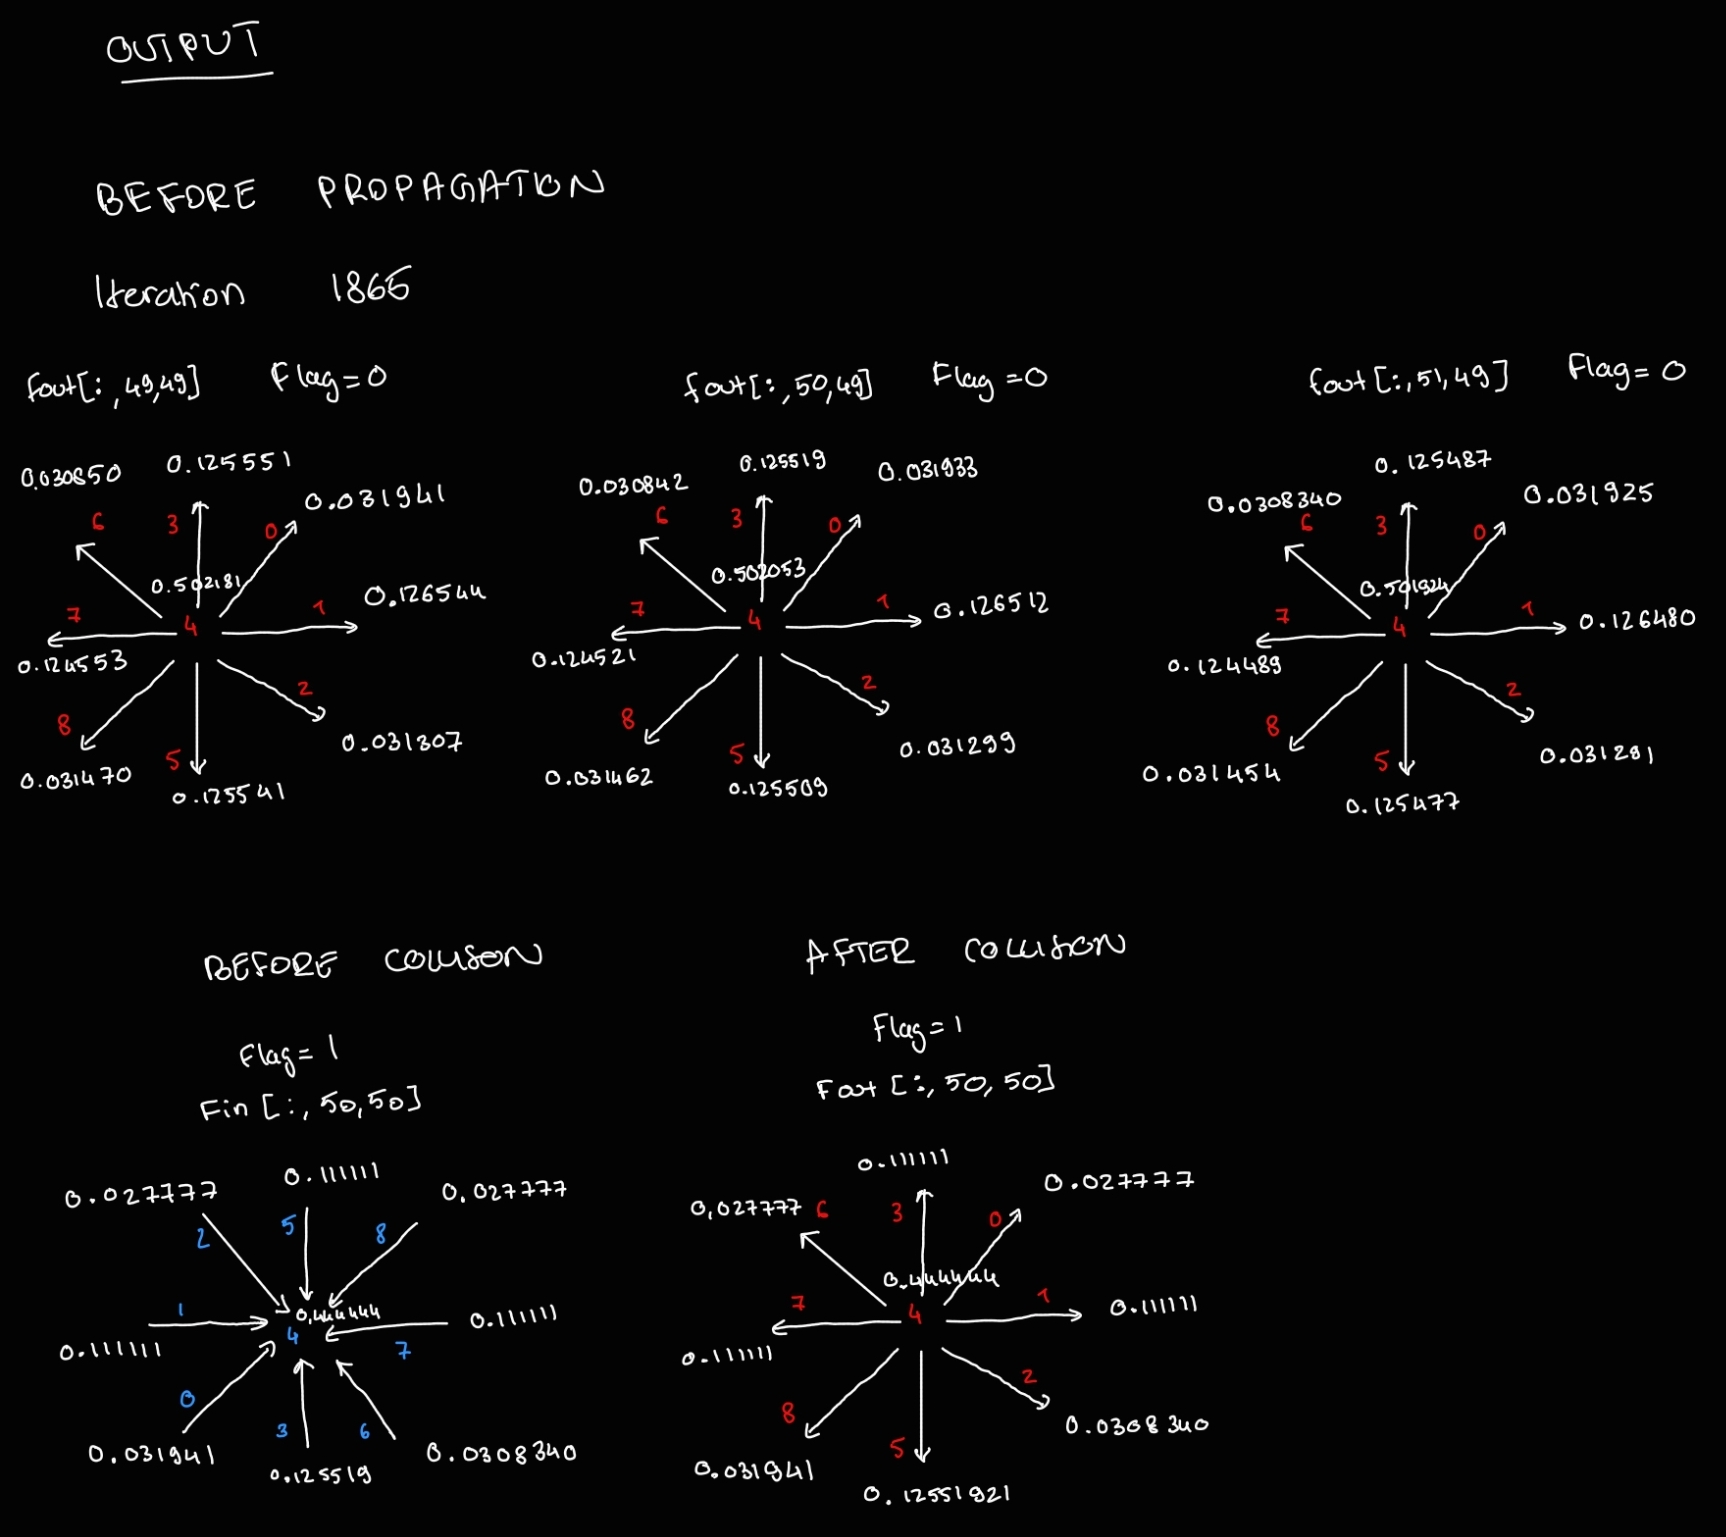 OUTPUT
BEFORE PROPAGATION
Iteration 1866
fout[:,49,49] Flag=0
0.030850 0.125551
0.031941
6 3 0
0.502181
7 4 1 0.126544
0.124553
8 5 2
0.031470 0.125541 0.031307
fout[:,50,49] Flag=0
0.030842 0.125519 0.031933
6 3 0
0.502053
7 4 1 0.126512
0.124521
8 5 2
0.031462 0.125509 0.031299
fout[:,51,49] Flag=0
0.0308340 0.125487 0.031925
6 3 0
0.501924
7 4 1 0.126480
0.124489
8 5 2
0.031454 0.125477 0.031281
BEFORE COLLISON
Flag=1
Fin[:,50,50]
0.027777 0.111111 0.027777
2 5 8
0.444444
1 4 7 0.111111
0.111111
0 3 6
0.031941 0.125519 0.0308340
AFTER COLLISION
Flag=1
Fout[:,50,50]
0.111111
0,027777 6 3 0 0.027777
0.444444
7 4 1 0.111111
0.111111
8 5 2
0.031941 0.12551921 0.0308340